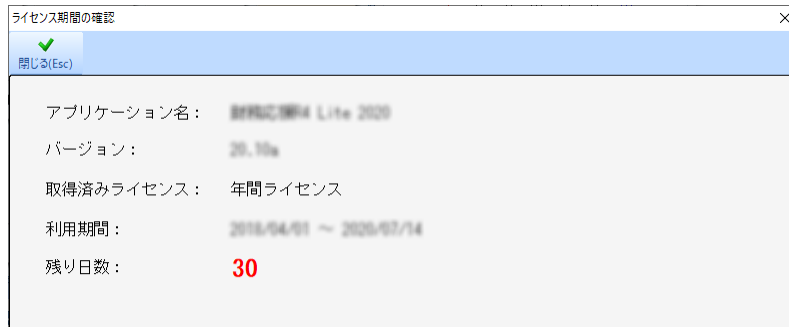 ライセンス期間の確認
閉じる(Esc)
アプリケーション名：
バージョン：
取得済みライセンス： 年間ライセンス
利用期間：
残り日数： 30